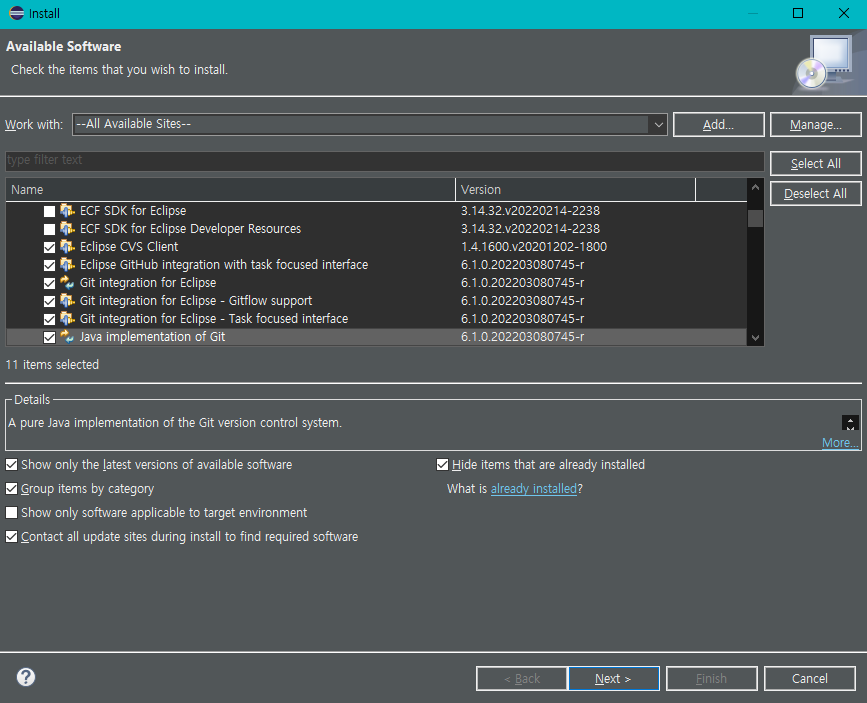 Install
Available Software
Check the items that you wish to install.
Work with: --All Available Sites-- Add... Manage...
type filter text Select All
Name Version Deselect All
ECF SDK for Eclipse 3.14.32.v20220214-2238
ECF SDK for Eclipse Developer Resources 3.14.32.v20220214-2238
Eclipse CVS Client 1.4.1600.v20201202-1800
Eclipse GitHub integration with task focused interface 6.1.0.202203080745-r
Git integration for Eclipse 6.1.0.202203080745-r
Git integration for Eclipse - Gitflow support 6.1.0.202203080745-r
Git integration for Eclipse - Task focused interface 6.1.0.202203080745-r
Java implementation of Git 6.1.0.202203080745-r
11 items selected
Details
A pure Java implementation of the Git version control system.
More...
Show only the latest versions of available software Hide items that are already installed
Group items by category What is already installed?
Show only software applicable to target environment
Contact all update sites during install to find required software
? < Back Next > Finish Cancel